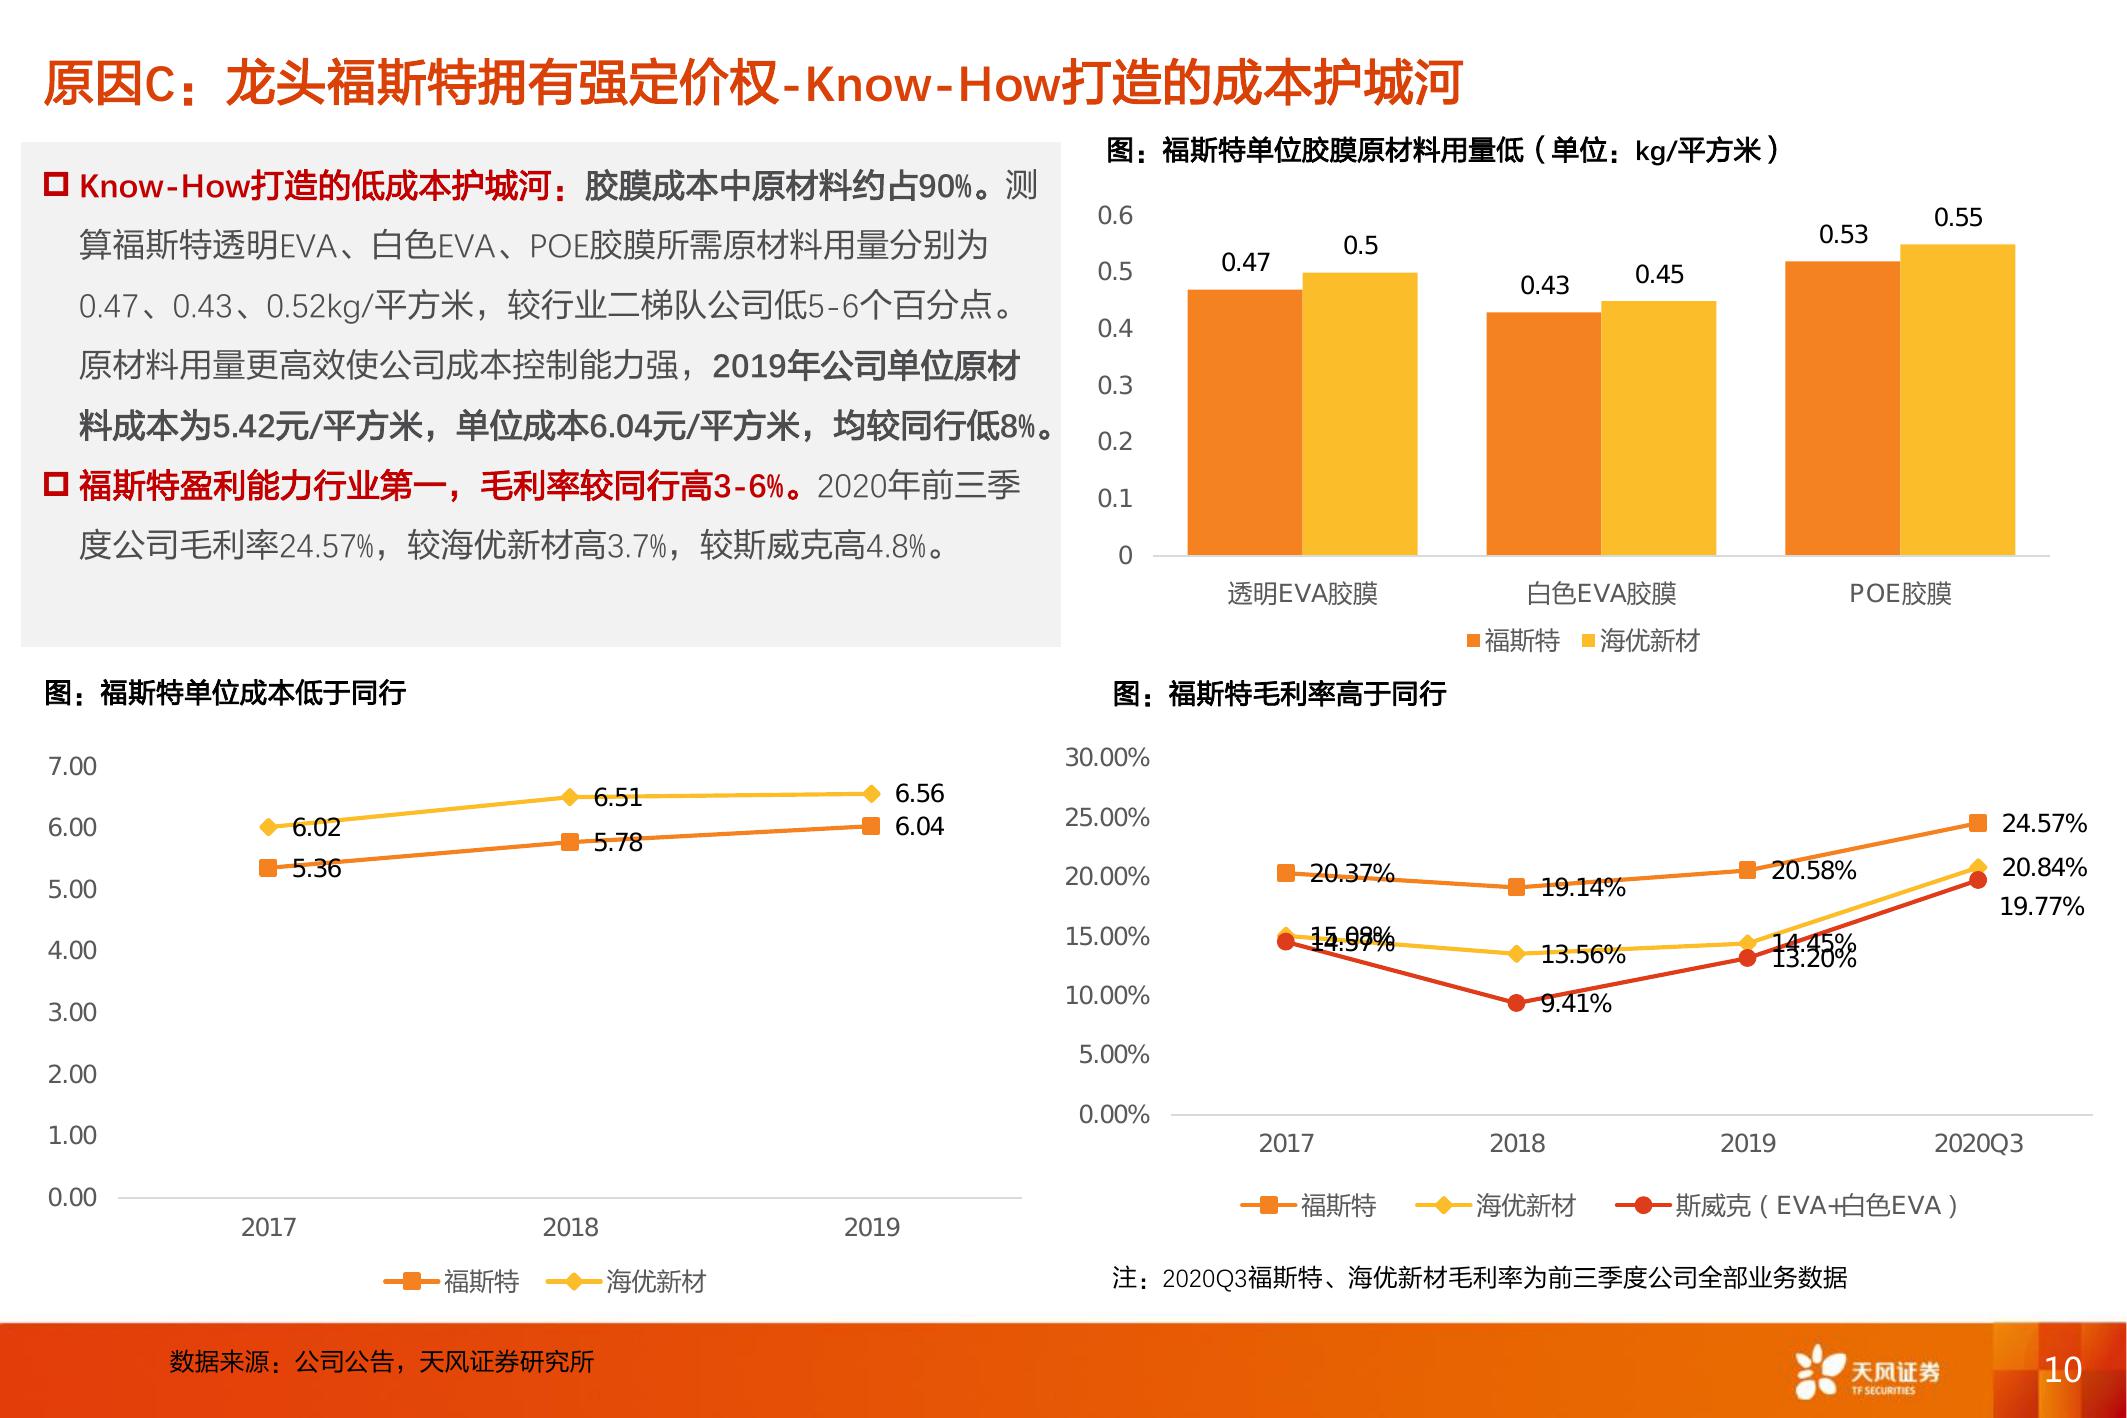 原因C：龙头福斯特拥有强定价权-Know-How打造的成本护城河
Know-How打造的低成本护城河：胶膜成本中原材料约占90%。测
算福斯特透明EVA、白色EVA、POE胶膜所需原材料用量分别为
0.47、0.43、0.52kg/平方米，较行业二梯队公司低5-6个百分点。
原材料用量更高效使公司成本控制能力强，2019年公司单位原材
料成本为5.42元/平方米，单位成本6.04元/平方米，均较同行低8%。
福斯特盈利能力行业第一，毛利率较同行高3-6%。2020年前三季
度公司毛利率24.57%，较海优新材高3.7%，较斯威克高4.8%。
图：福斯特单位胶膜原材料用量低（单位：kg/平方米）
0.6
0.5
0.4
0.3
0.2
0.1
0
0.47
0.5
0.43
0.45
0.53
0.55
透明EVA胶膜
白色EVA胶膜
POE胶膜
福斯特
海优新材
图：福斯特单位成本低于同行
7.00
6.00
5.00
4.00
3.00
2.00
1.00
0.00
6.02
6.51
6.56
5.36
5.78
6.04
2017
2018
2019
福斯特
海优新材
图：福斯特毛利率高于同行
30.00%
25.00%
20.00%
15.00%
10.00%
5.00%
0.00%
20.37%
19.14%
20.58%
24.57%
15.09%
13.56%
14.45%
20.84%
14.57%
9.41%
13.20%
19.77%
2017
2018
2019
2020Q3
福斯特
海优新材
斯威克（EVA+白色EVA）
注：2020Q3福斯特、海优新材毛利率为前三季度公司全部业务数据
数据来源：公司公告，天风证券研究所
天风证券
TF SECURITIES
10